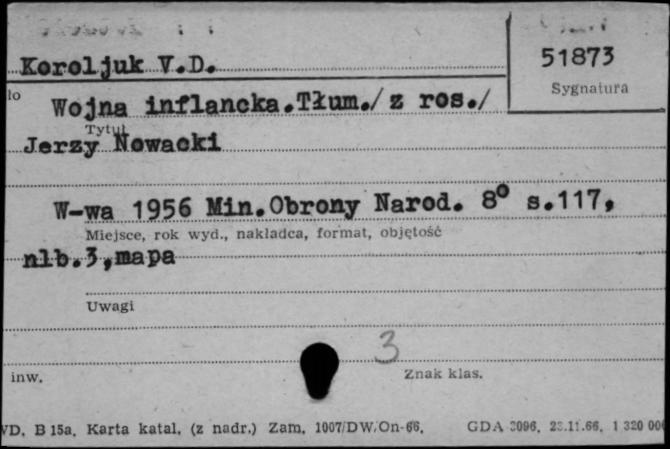 Koroljuk V.D.
51873
Sygnatura
lo
Wojna inflancka.Tłum./z ros./
Tytuł
Jerzy Nowacki
W-wa 1956 Min.Obrony Narod. 8° s.117,
Miejsce, rok wyd., nakładca, format, objętość
nlb.3,mapa
Uwagi
3
inw.
Znak klas.
VD. B 15a. Karta katal. (z nadr.) Zam. 1007/DW/On-66. GDA 3096. 23.11.66. 1 320 000